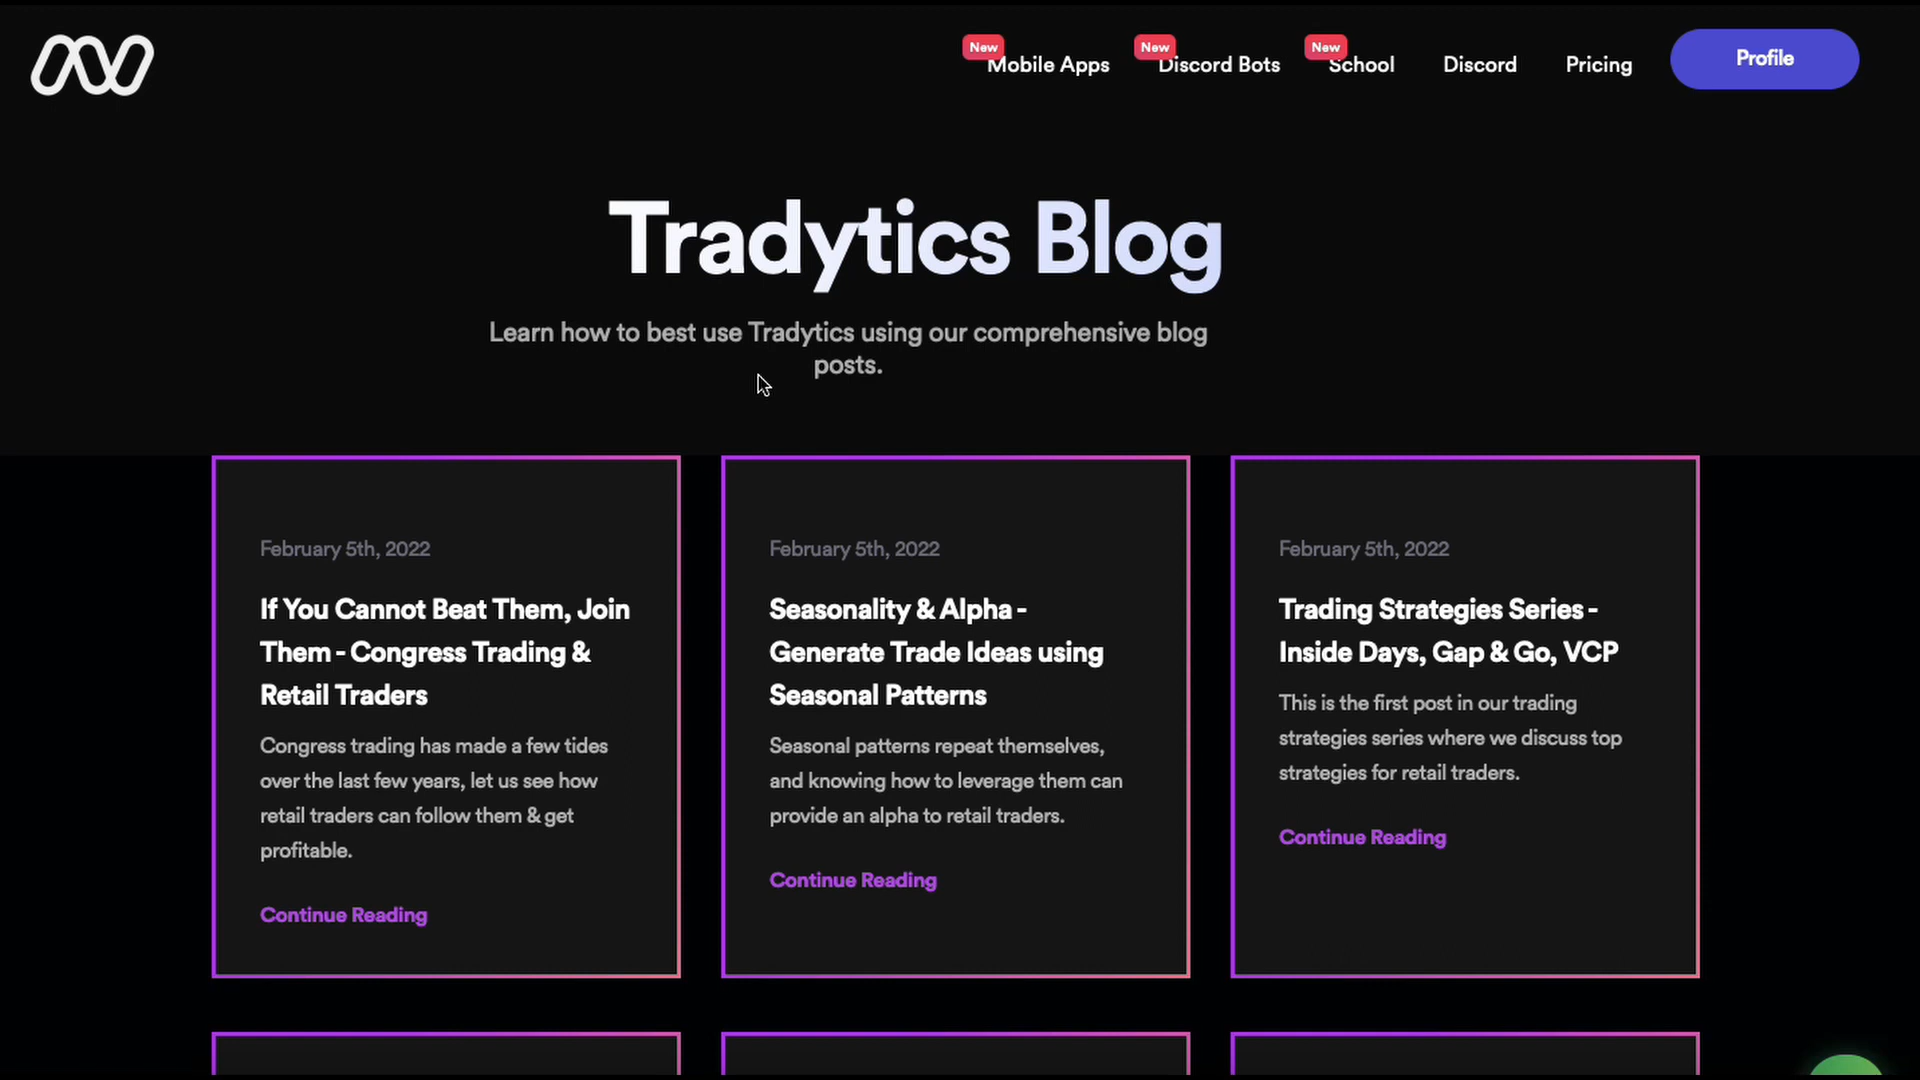 New
Mobile Apps
New
Discord Bots
New
School
Discord
Pricing
Profile
Tradytics Blog
Learn how to best use Tradytics using our comprehensive blog
posts.
February 5th, 2022
If You Cannot Beat Them, Join
Them - Congress Trading &
Retail Traders
Congress trading has made a few tides
over the last few years, let us see how
retail traders can follow them & get
profitable.
Continue Reading
February 5th, 2022
Seasonality & Alpha -
Generate Trade Ideas using
Seasonal Patterns
Seasonal patterns repeat themselves,
and knowing how to leverage them can
provide an alpha to retail traders.
Continue Reading
February 5th, 2022
Trading Strategies Series -
Inside Days, Gap & Go, VCP
This is the first post in our trading
strategies series where we discuss top
strategies for retail traders.
Continue Reading